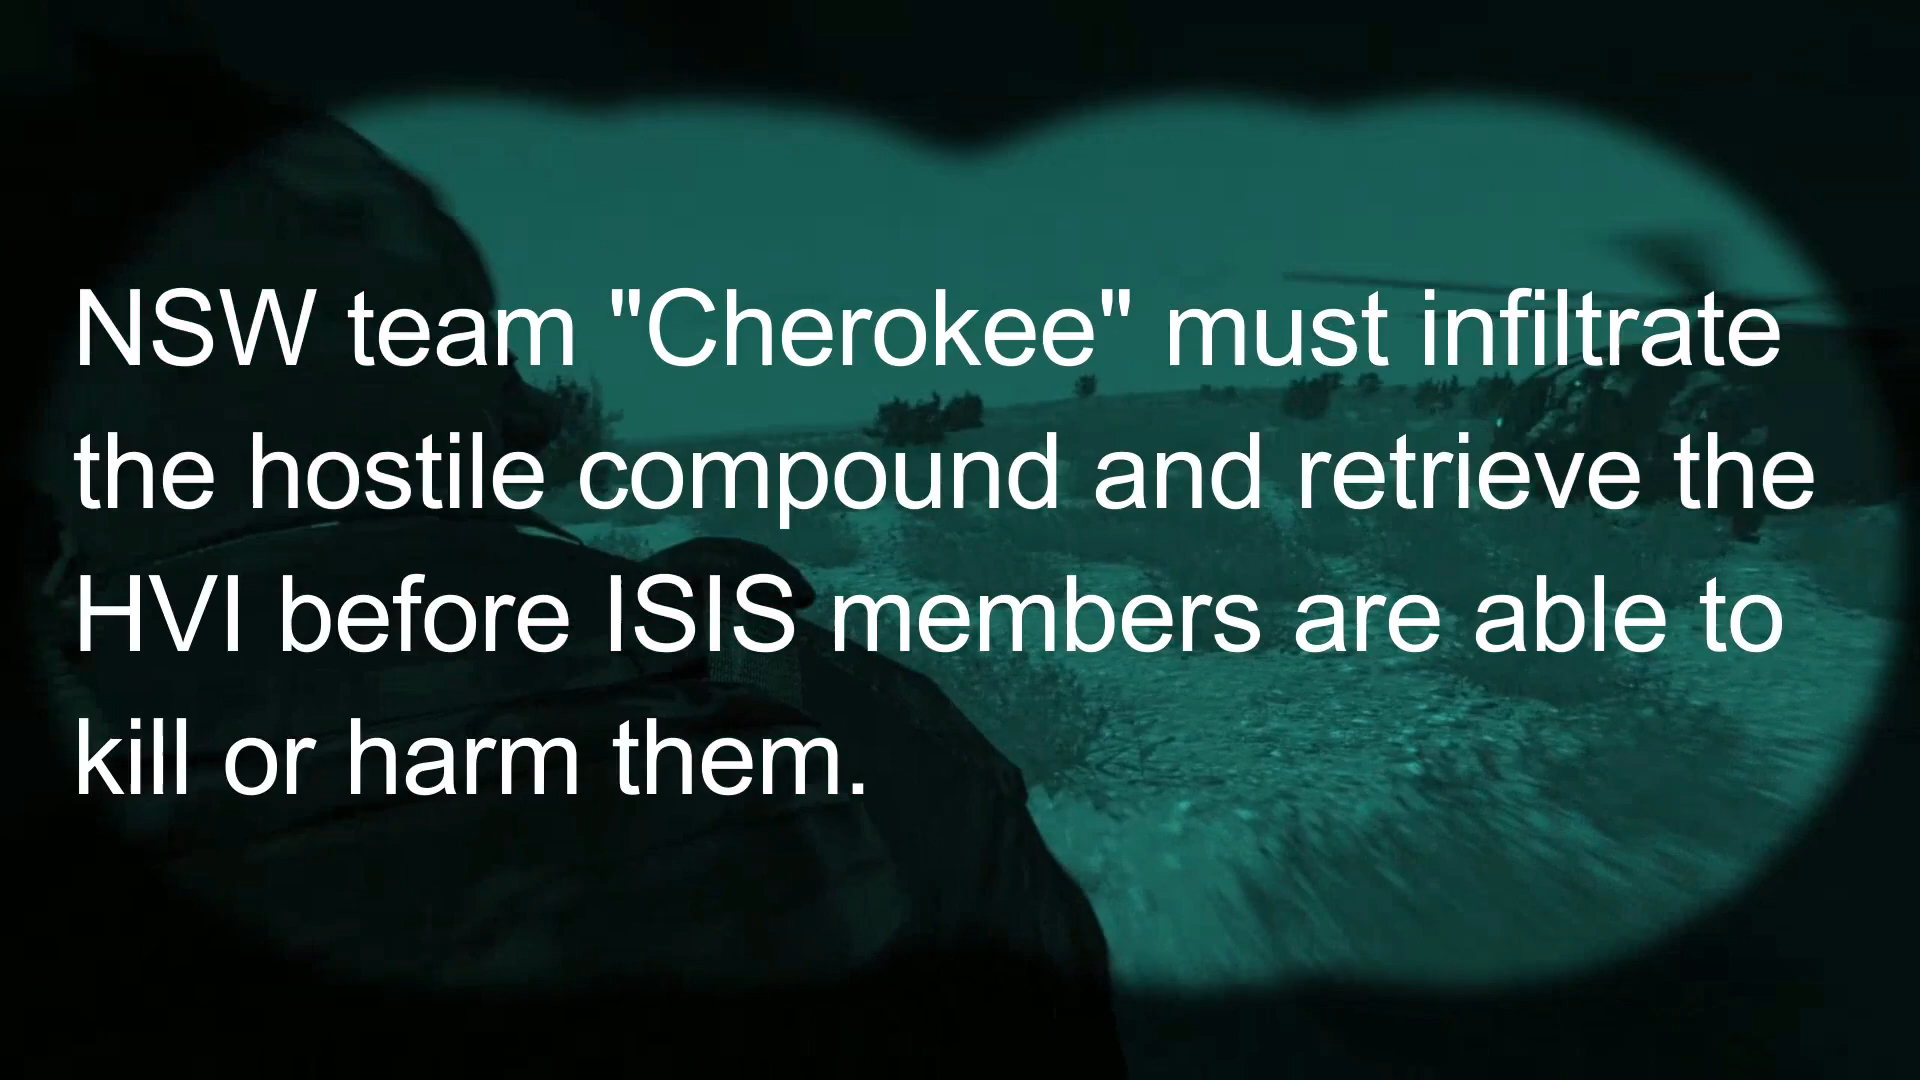 NSW team "Cherokee" must infiltrate
the hostile compound and retrieve the
HVI before ISIS members are able to
kill or harm them.